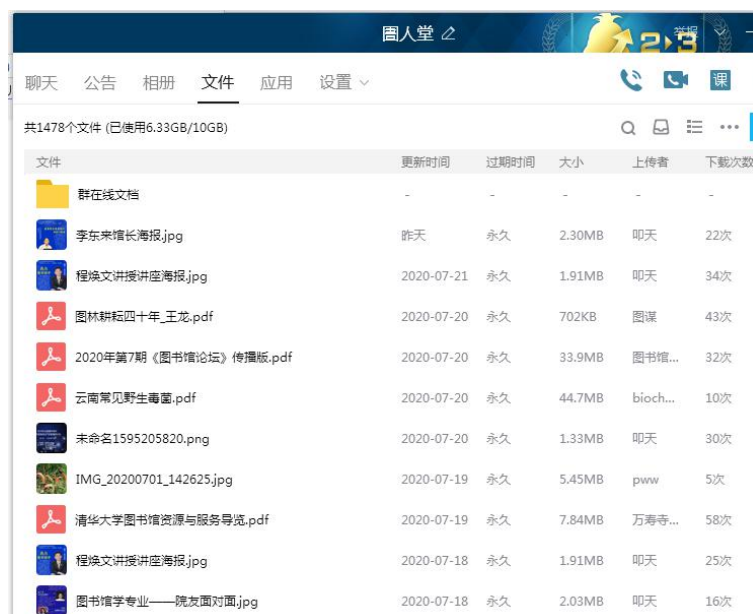 圕人堂
举报
2 3
聊天 公告 相册 文件 应用 设置
课
共1478个文件 (已使用6.33GB/10GB)
文件 更新时间 过期时间 大小 上传者 下载次数
群在线文档 - - - - -
李东来馆长海报.jpg 昨天 永久 2.30MB 叩天 22次
程焕文讲授讲座海报.jpg 2020-07-21 永久 1.91MB 叩天 34次
图林耕耘四十年_王龙.pdf 2020-07-20 永久 702KB 图谋 43次
2020年第7期《图书馆论坛》传播版.pdf 2020-07-20 永久 33.9MB 图书馆... 32次
云南常见野生毒菌.pdf 2020-07-20 永久 44.7MB bioch... 10次
未命名1595205820.png 2020-07-20 永久 1.33MB 叩天 30次
IMG_20200701_142625.jpg 2020-07-19 永久 5.45MB pww 5次
清华大学图书馆资源与服务导览.pdf 2020-07-19 永久 7.84MB 万寿寺... 58次
程焕文讲授讲座海报.jpg 2020-07-18 永久 1.91MB 叩天 25次
图书馆学专业——院友面对面.jpg 2020-07-18 永久 2.03MB 叩天 16次